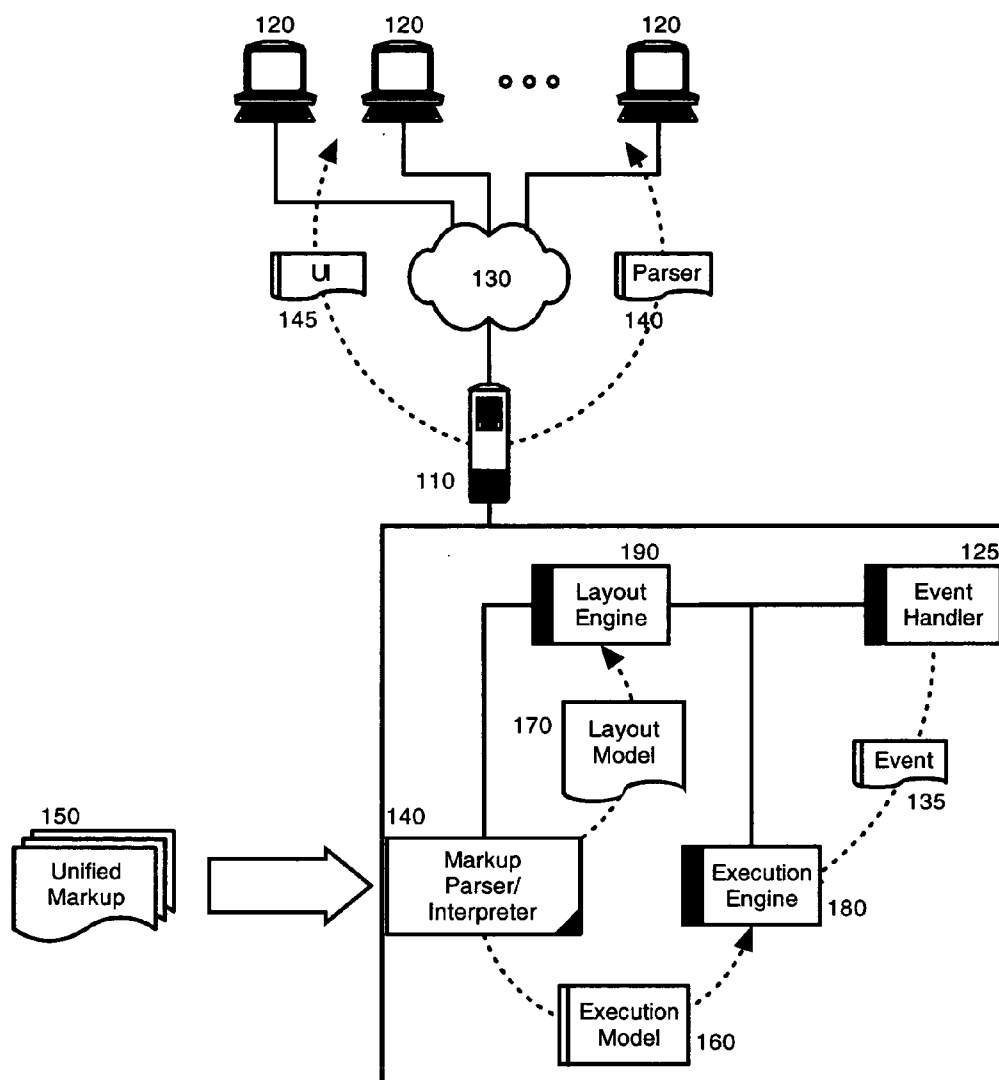 120 120 120
UI
130
Parser
145
140
110
190
125
Layout
Engine
Event
Handler
170
Layout
Model
Event
135
150
140
Unified
Markup
Markup
Parser/
Interpreter
Execution
Engine
180
Execution
Model
160